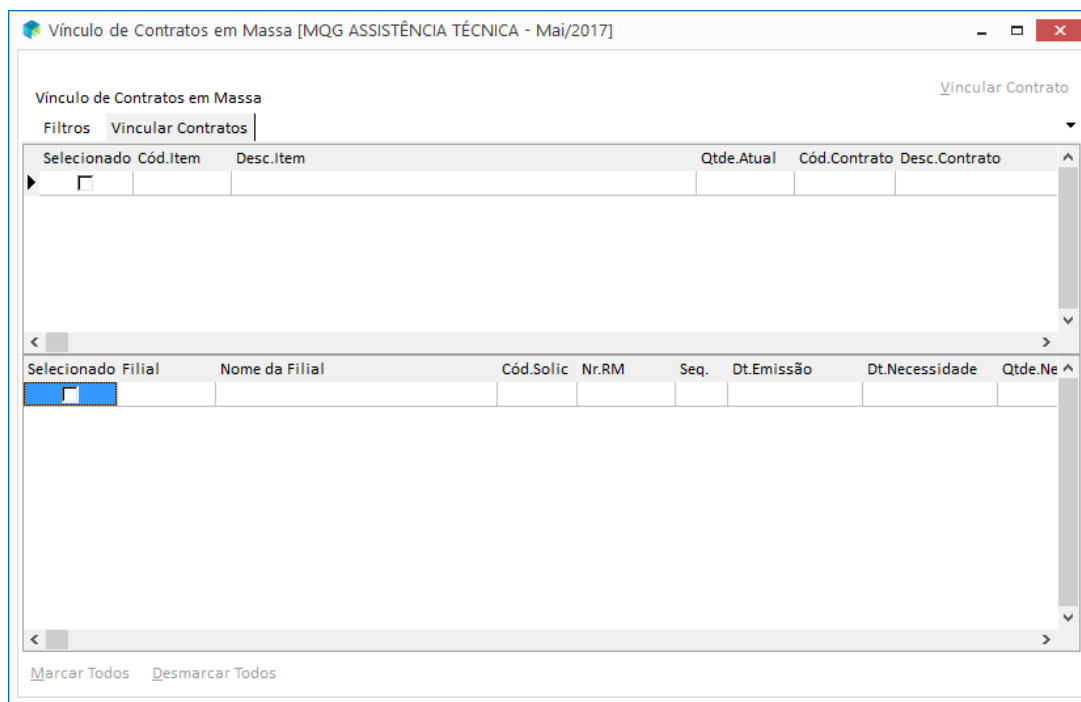 Vínculo de Contratos em Massa [MQG ASSISTÊNCIA TÉCNICA - Mai/2017]
Vincular Contrato
Vínculo de Contratos em Massa
Filtros Vincular Contratos
Selecionado Cód.Item Desc.Item Qtde.Atual Cód.Contrato Desc.Contrato
Selecionado Filial Nome da Filial Cód.Solic Nr.RM Seq. Dt.Emissão Dt.Necessidade Qtde.Ne
Marcar Todos Desmarcar Todos